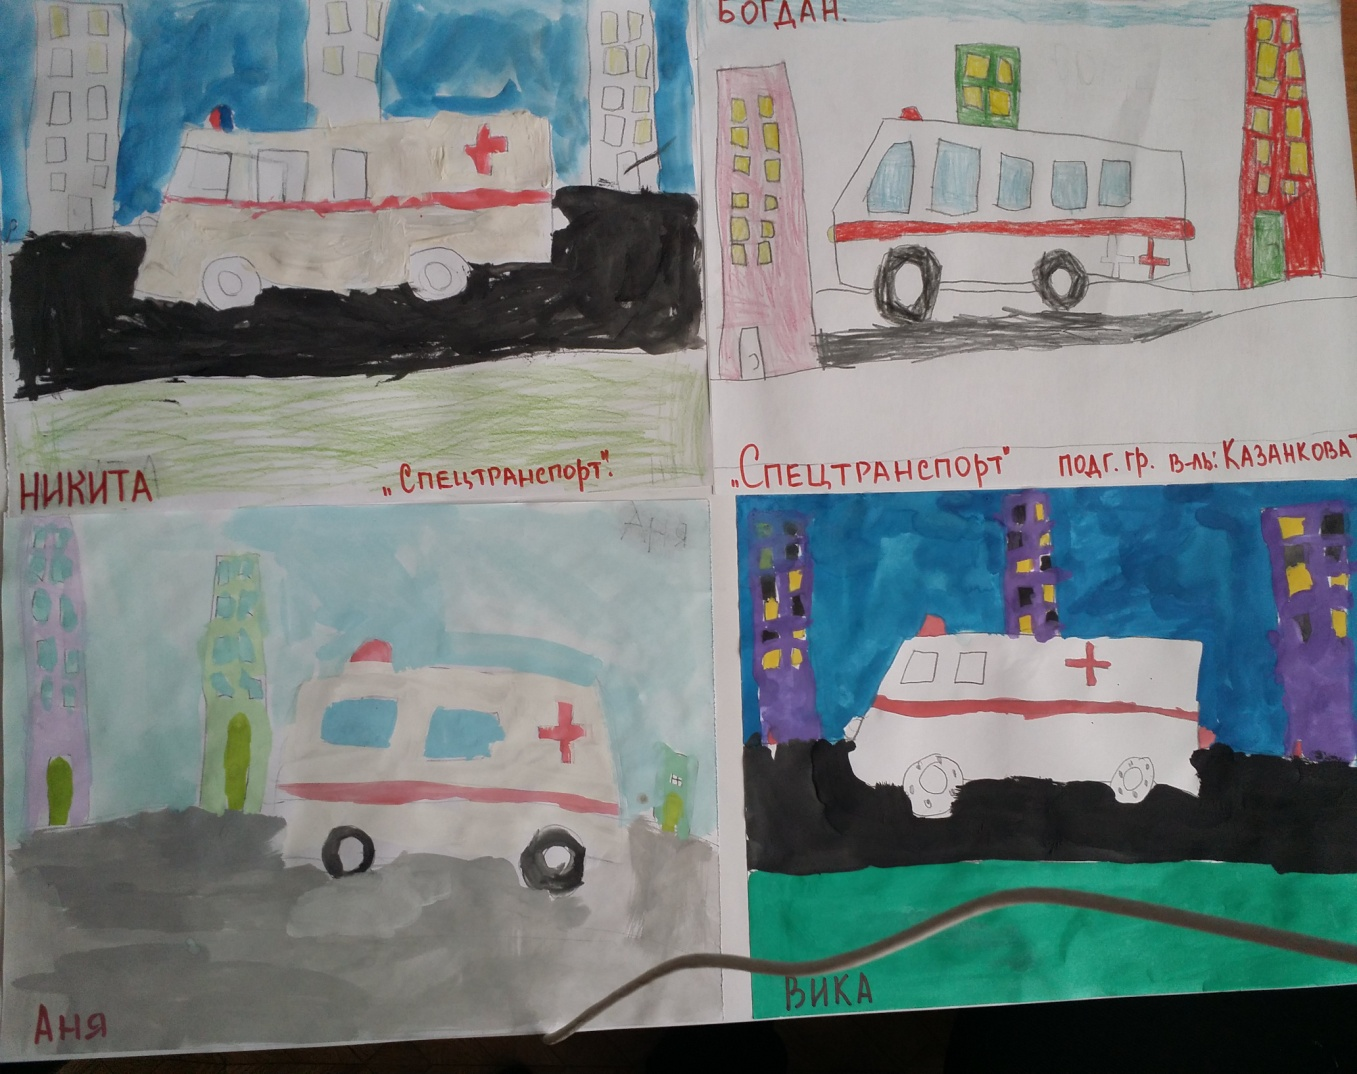 БОГДАН.
НИКИТА
„Спецтранспорт".
„Спецтранспорт" подг. гр. в-ль: Казанкова
Аня
Аня
ВИКА